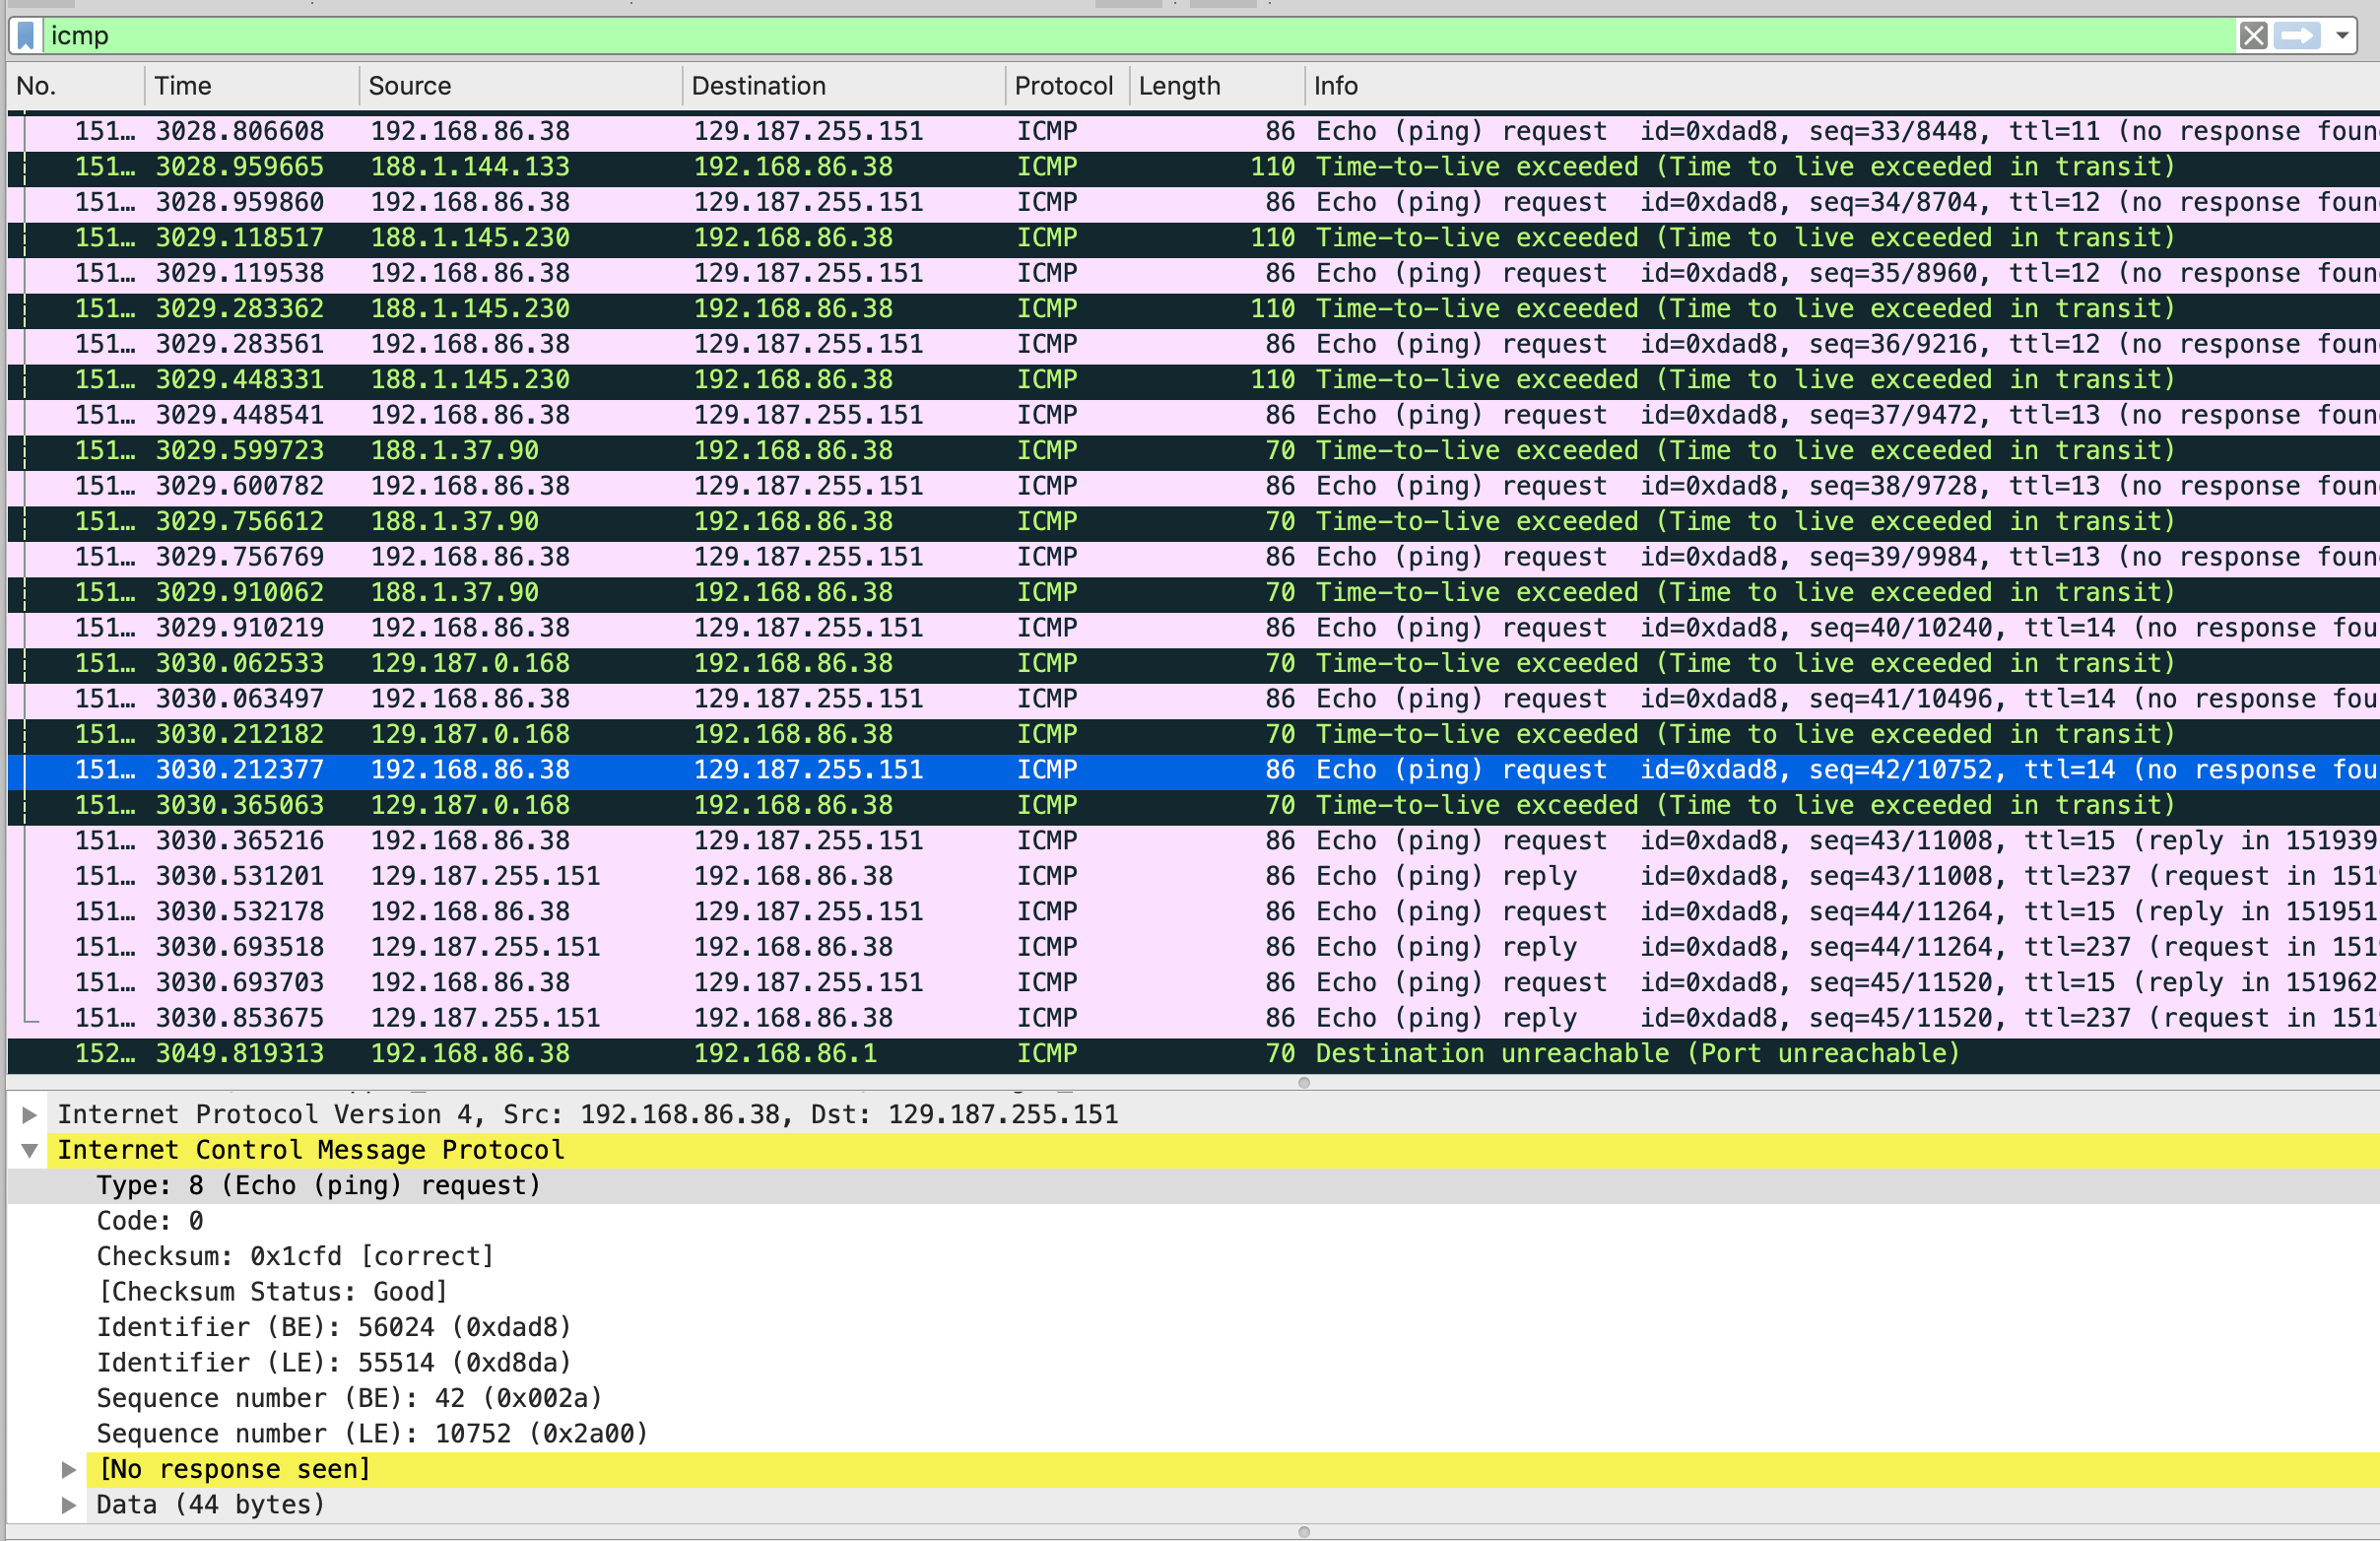 icmp
No. Time Source Destination Protocol Length Info
151… 3028.806608 192.168.86.38 129.187.255.151 ICMP 86 Echo (ping) request id=0xdad8, seq=33/8448, ttl=11 (no response foun
151… 3028.959665 188.1.144.133 192.168.86.38 ICMP 110 Time-to-live exceeded (Time to live exceeded in transit)
151… 3028.959860 192.168.86.38 129.187.255.151 ICMP 86 Echo (ping) request id=0xdad8, seq=34/8704, ttl=12 (no response foun
151… 3029.118517 188.1.145.230 192.168.86.38 ICMP 110 Time-to-live exceeded (Time to live exceeded in transit)
151… 3029.119538 192.168.86.38 129.187.255.151 ICMP 86 Echo (ping) request id=0xdad8, seq=35/8960, ttl=12 (no response foun
151… 3029.283362 188.1.145.230 192.168.86.38 ICMP 110 Time-to-live exceeded (Time to live exceeded in transit)
151… 3029.283561 192.168.86.38 129.187.255.151 ICMP 86 Echo (ping) request id=0xdad8, seq=36/9216, ttl=12 (no response foun
151… 3029.448331 188.1.145.230 192.168.86.38 ICMP 110 Time-to-live exceeded (Time to live exceeded in transit)
151… 3029.448541 192.168.86.38 129.187.255.151 ICMP 86 Echo (ping) request id=0xdad8, seq=37/9472, ttl=13 (no response foun
151… 3029.599723 188.1.37.90 192.168.86.38 ICMP 70 Time-to-live exceeded (Time to live exceeded in transit)
151… 3029.600782 192.168.86.38 129.187.255.151 ICMP 86 Echo (ping) request id=0xdad8, seq=38/9728, ttl=13 (no response foun
151… 3029.756612 188.1.37.90 192.168.86.38 ICMP 70 Time-to-live exceeded (Time to live exceeded in transit)
151… 3029.756769 192.168.86.38 129.187.255.151 ICMP 86 Echo (ping) request id=0xdad8, seq=39/9984, ttl=13 (no response foun
151… 3029.910062 188.1.37.90 192.168.86.38 ICMP 70 Time-to-live exceeded (Time to live exceeded in transit)
151… 3029.910219 192.168.86.38 129.187.255.151 ICMP 86 Echo (ping) request id=0xdad8, seq=40/10240, ttl=14 (no response fou
151… 3030.062533 129.187.0.168 192.168.86.38 ICMP 70 Time-to-live exceeded (Time to live exceeded in transit)
151… 3030.063497 192.168.86.38 129.187.255.151 ICMP 86 Echo (ping) request id=0xdad8, seq=41/10496, ttl=14 (no response fou
151… 3030.212182 129.187.0.168 192.168.86.38 ICMP 70 Time-to-live exceeded (Time to live exceeded in transit)
151… 3030.212377 192.168.86.38 129.187.255.151 ICMP 86 Echo (ping) request id=0xdad8, seq=42/10752, ttl=14 (no response fou
151… 3030.365063 129.187.0.168 192.168.86.38 ICMP 70 Time-to-live exceeded (Time to live exceeded in transit)
151… 3030.365216 192.168.86.38 129.187.255.151 ICMP 86 Echo (ping) request id=0xdad8, seq=43/11008, ttl=15 (reply in 151939
151… 3030.531201 129.187.255.151 192.168.86.38 ICMP 86 Echo (ping) reply id=0xdad8, seq=43/11008, ttl=237 (request in 151
151… 3030.532178 192.168.86.38 129.187.255.151 ICMP 86 Echo (ping) request id=0xdad8, seq=44/11264, ttl=15 (reply in 151951
151… 3030.693518 129.187.255.151 192.168.86.38 ICMP 86 Echo (ping) reply id=0xdad8, seq=44/11264, ttl=237 (request in 151
151… 3030.693703 192.168.86.38 129.187.255.151 ICMP 86 Echo (ping) request id=0xdad8, seq=45/11520, ttl=15 (reply in 151962
151… 3030.853675 129.187.255.151 192.168.86.38 ICMP 86 Echo (ping) reply id=0xdad8, seq=45/11520, ttl=237 (request in 151
152… 3049.819313 192.168.86.38 192.168.86.1 ICMP 70 Destination unreachable (Port unreachable)
Internet Protocol Version 4, Src: 192.168.86.38, Dst: 129.187.255.151
Internet Control Message Protocol
Type: 8 (Echo (ping) request)
Code: 0
Checksum: 0x1cfd [correct]
[Checksum Status: Good]
Identifier (BE): 56024 (0xdad8)
Identifier (LE): 55514 (0xd8da)
Sequence number (BE): 42 (0x002a)
Sequence number (LE): 10752 (0x2a00)
[No response seen]
Data (44 bytes)